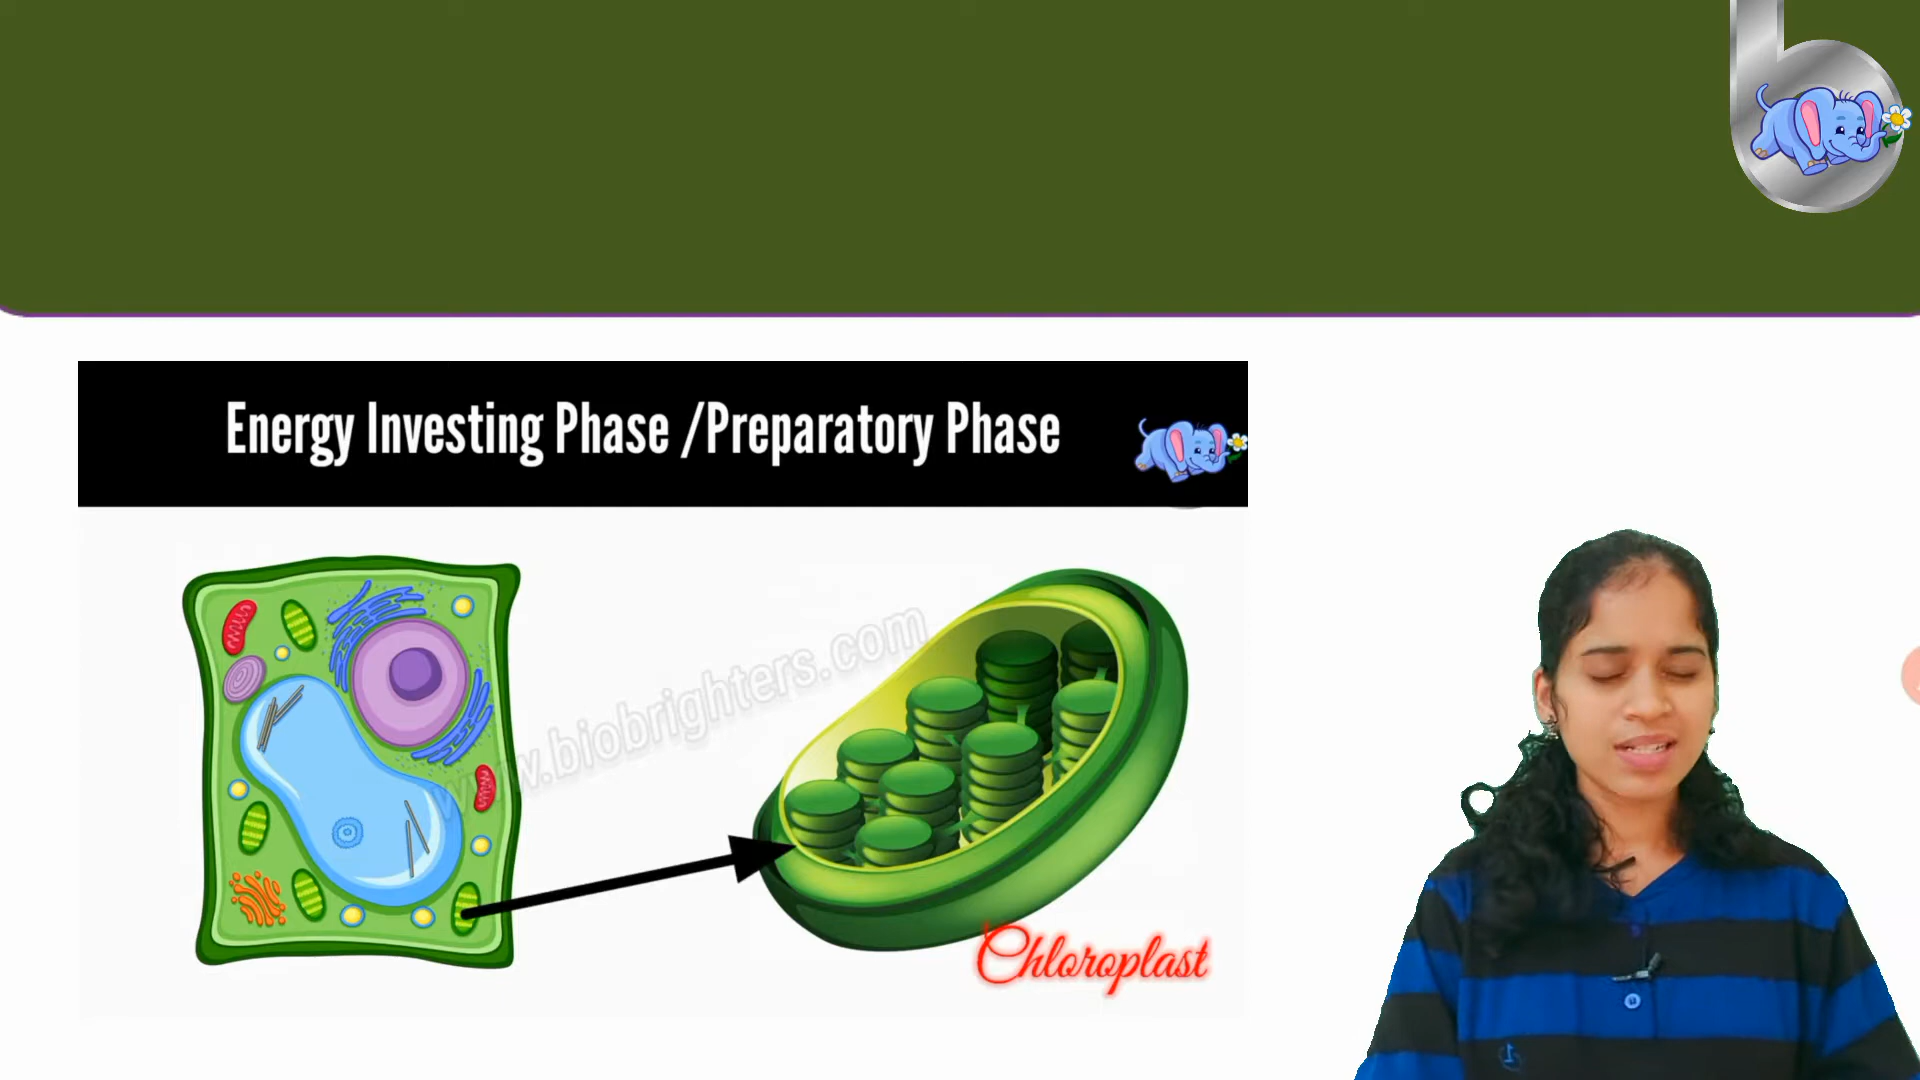 Energy Investing Phase /Preparatory Phase
www.biobrighters.com
Chloroplast